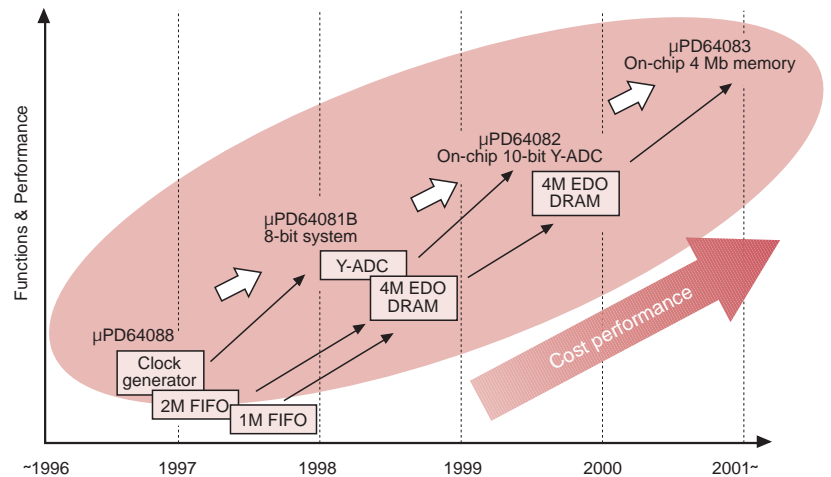 μPD64083
On-chip 4 Mb memory
μPD64082
On-chip 10-bit Y-ADC
4M EDO
DRAM
μPD64081B
8-bit system
Y-ADC
4M EDO
DRAM
μPD64088
Clock
generator
2M FIFO
1M FIFO
Cost performance
Functions & Performance
~1996
1997
1998
1999
2000
2001~